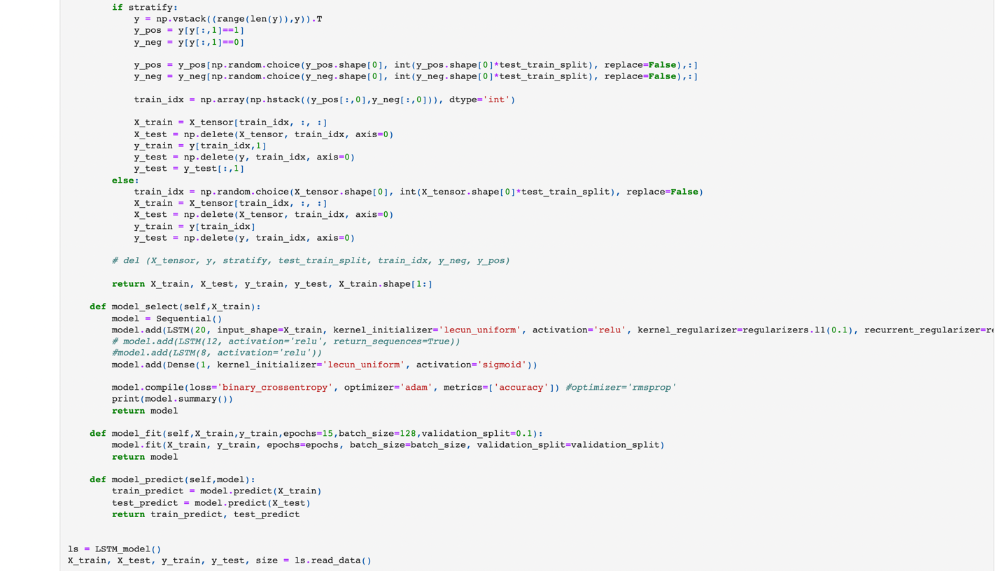 if stratify:
y = np.vstack((range(len(y)),y)).T
y_pos = y[y[:,1]==1]
y_neg = y[y[:,1]==0]
y_pos = y_pos[np.random.choice(y_pos.shape[0], int(y_pos.shape[0]*test_train_split), replace=False),:]
y_neg = y_neg[np.random.choice(y_neg.shape[0], int(y_neg.shape[0]*test_train_split), replace=False),:]
train_idx = np.array(np.hstack((y_pos[:,0],y_neg[:,0])), dtype='int')
X_train = X_tensor[train_idx, :, :]
X_test = np.delete(X_tensor, train_idx, axis=0)
y_train = y[train_idx,1]
y_test = np.delete(y, train_idx, axis=0)
y_test = y_test[:,1]
else:
train_idx = np.random.choice(X_tensor.shape[0], int(X_tensor.shape[0]*test_train_split), replace=False)
X_train = X_tensor[train_idx, :, :]
X_test = np.delete(X_tensor, train_idx, axis=0)
y_train = y[train_idx]
y_test = np.delete(y, train_idx, axis=0)
# del (X_tensor, y, stratify, test_train_split, train_idx, y_neg, y_pos)
return X_train, X_test, y_train, y_test, X_train.shape[1:]
def model_select(self,X_train):
model = Sequential()
model.add(LSTM(20, input_shape=X_train, kernel_initializer='lecun_uniform', activation='relu', kernel_regularizer=regularizers.l1(0.1), recurrent_regularizer=re
# model.add(LSTM(12, activation='relu', return_sequences=True))
#model.add(LSTM(8, activation='relu'))
model.add(Dense(1, kernel_initializer='lecun_uniform', activation='sigmoid'))
model.compile(loss='binary_crossentropy', optimizer='adam', metrics=['accuracy']) #optimizer='rmsprop'
print(model.summary())
return model
def model_fit(self,X_train,y_train,epochs=15,batch_size=128,validation_split=0.1):
model.fit(X_train, y_train, epochs=epochs, batch_size=batch_size, validation_split=validation_split)
return model
def model_predict(self,model):
train_predict = model.predict(X_train)
test_predict = model.predict(X_test)
return train_predict, test_predict
ls = LSTM_model()
X_train, X_test, y_train, y_test, size = ls.read_data()